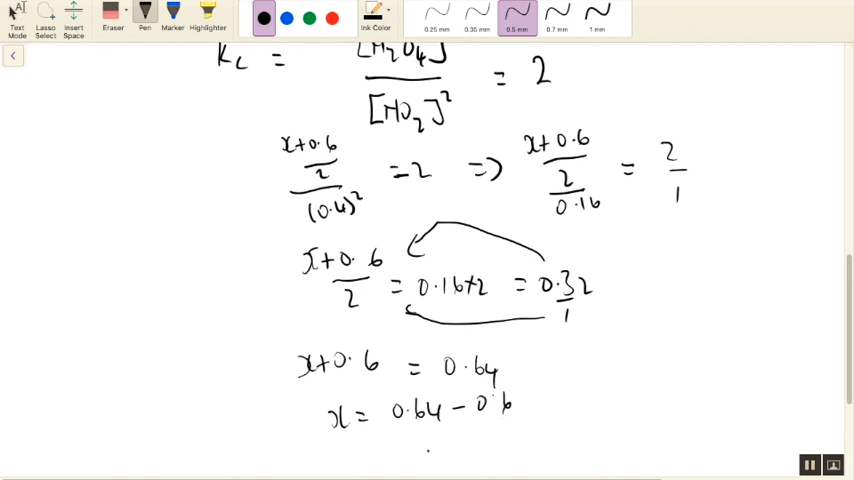 Text Mode
Lasso Select
Insert Space
Eraser
Pen
Marker
Highlighter
Ink Color
0.25 mm
0.35 mm
0.5 mm
0.7 mm
1 mm
Kc = [N2O4] / [NO2]^2 = 2
((x+0.6)/2) / (0.4)^2 = 2 => ((x+0.6)/2) / 0.16 = 2/1
(x+0.6)/2 = 0.16×2 = 0.32/1
x+0.6 = 0.64
x = 0.64 - 0.6